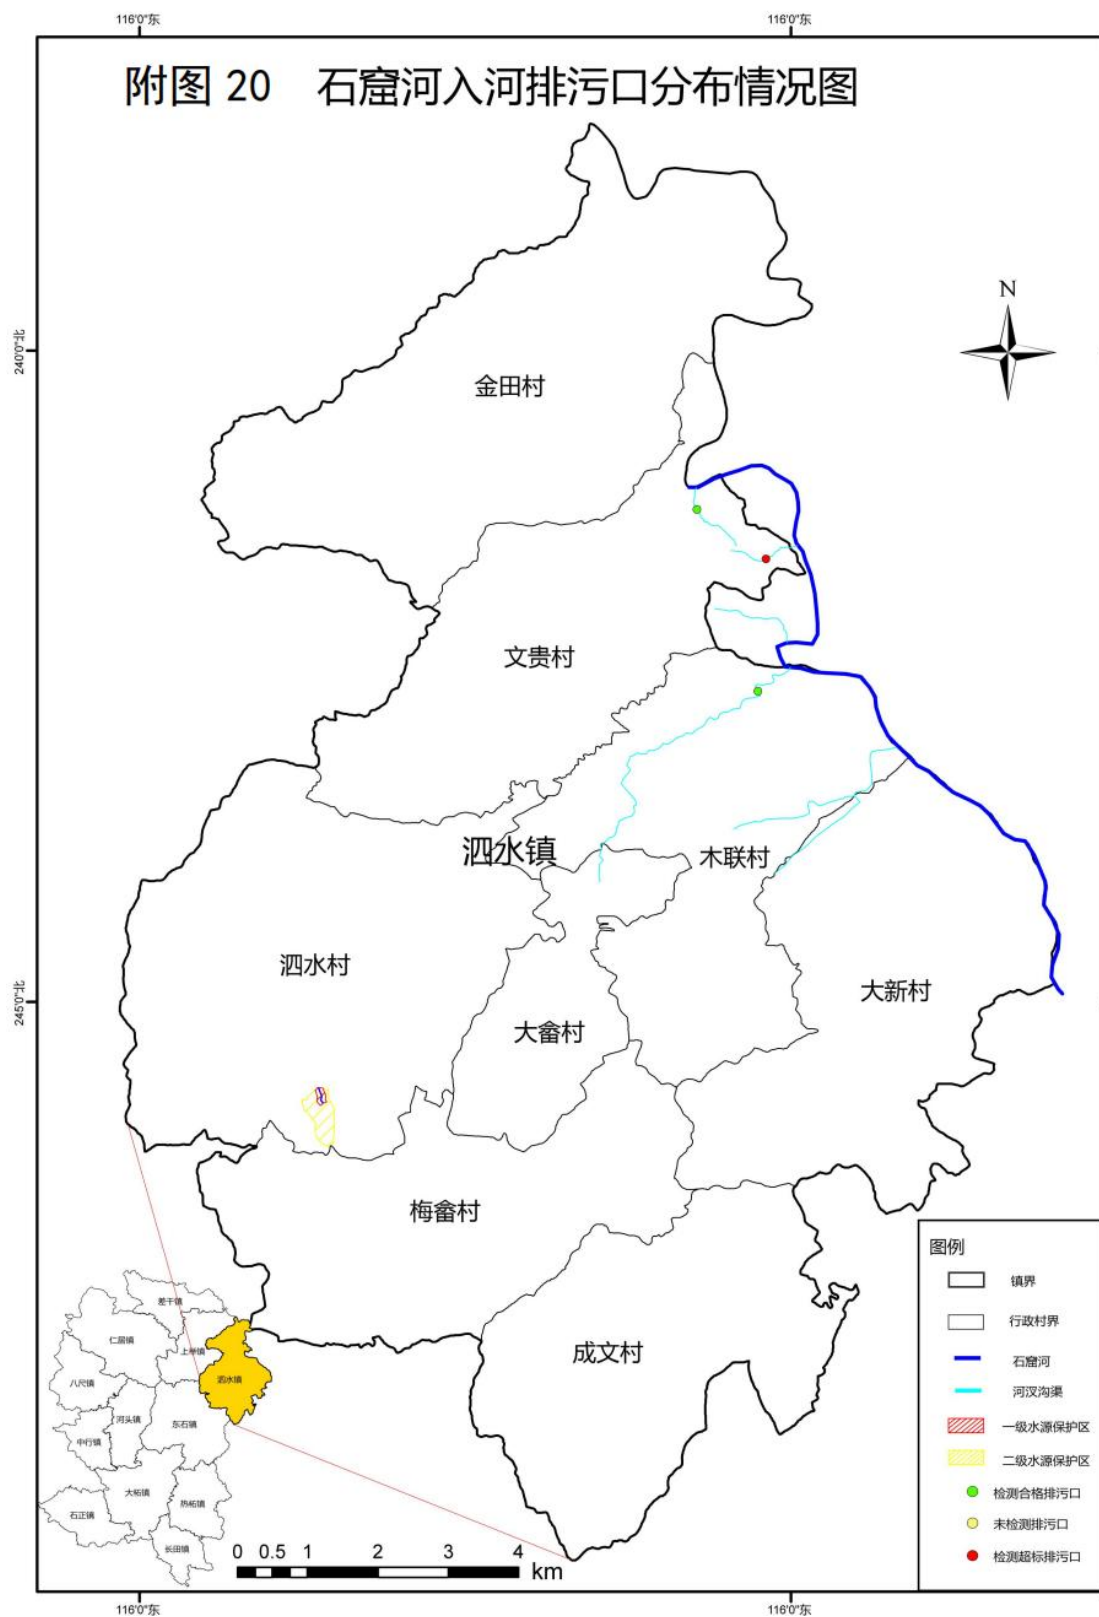 116°0'0"东
116°0'0"东
附图 20 石窟河入河排污口分布情况图
N
24°0'0"北
金田村
文贵村
泗水镇
木联村
泗水村
大新村
24°5'0"北
大畲村
梅畲村
成文村
差干镇
仁居镇
上举镇
泗水镇
八尺镇
河头镇
东石镇
中行镇
大柘镇
热柘镇
石正镇
长田镇
0 0.5 1 2 3 4
km
图例
镇界
行政村界
石窟河
河汊沟渠
一级水源保护区
二级水源保护区
检测合格排污口
未检测排污口
检测超标排污口
116°0'0"东
116°0'0"东